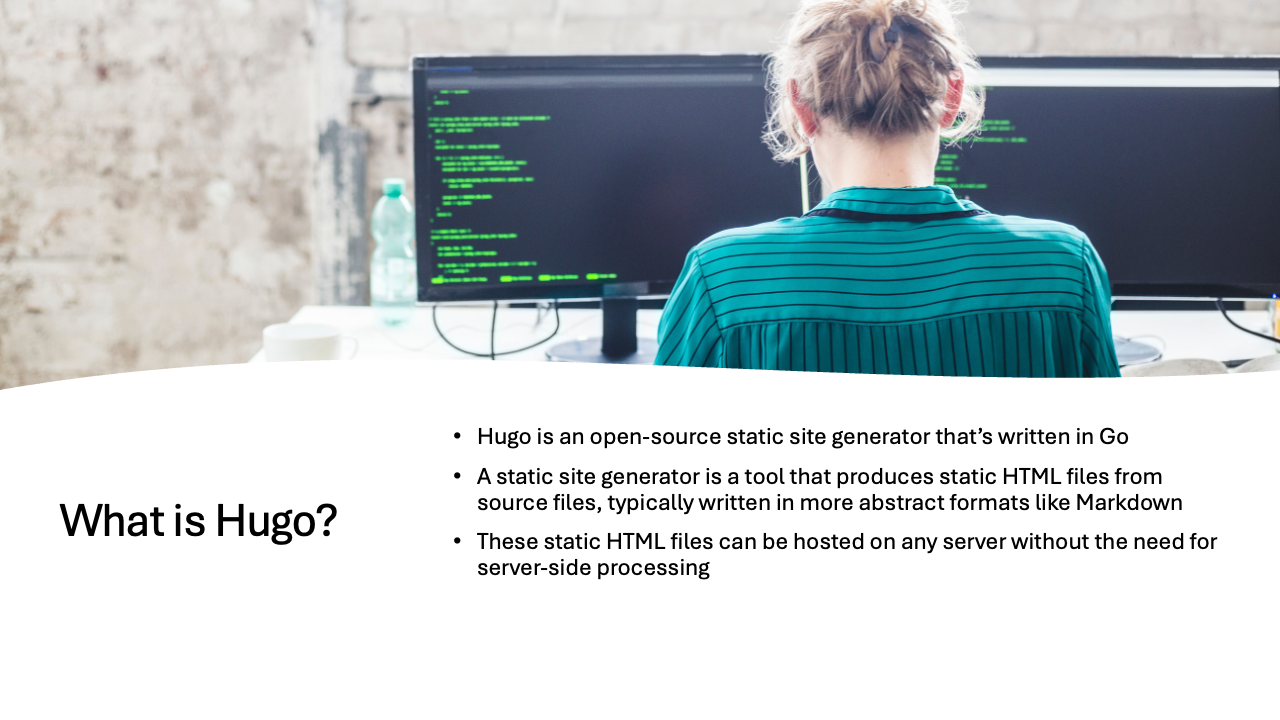 What is Hugo?
• Hugo is an open-source static site generator that’s written in Go
• A static site generator is a tool that produces static HTML files from
source files, typically written in more abstract formats like Markdown
• These static HTML files can be hosted on any server without the need for
server-side processing